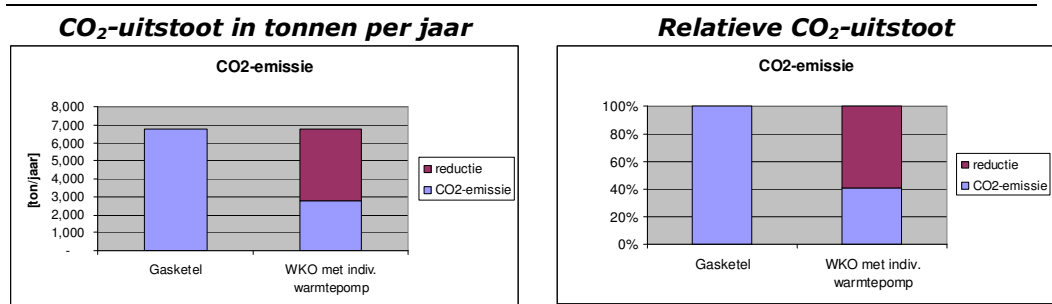 CO₂-uitstoot in tonnen per jaar
CO2-emissie
[ton/jaar]
8,000
7,000
6,000
5,000
4,000
3,000
2,000
1,000
-
Gasketel
WKO met indiv.
warmtepomp
reductie
CO2-emissie
Relatieve CO₂-uitstoot
CO2-emissie
100%
80%
60%
40%
20%
0%
Gasketel
WKO met indiv.
warmtepomp
reductie
CO2-emissie